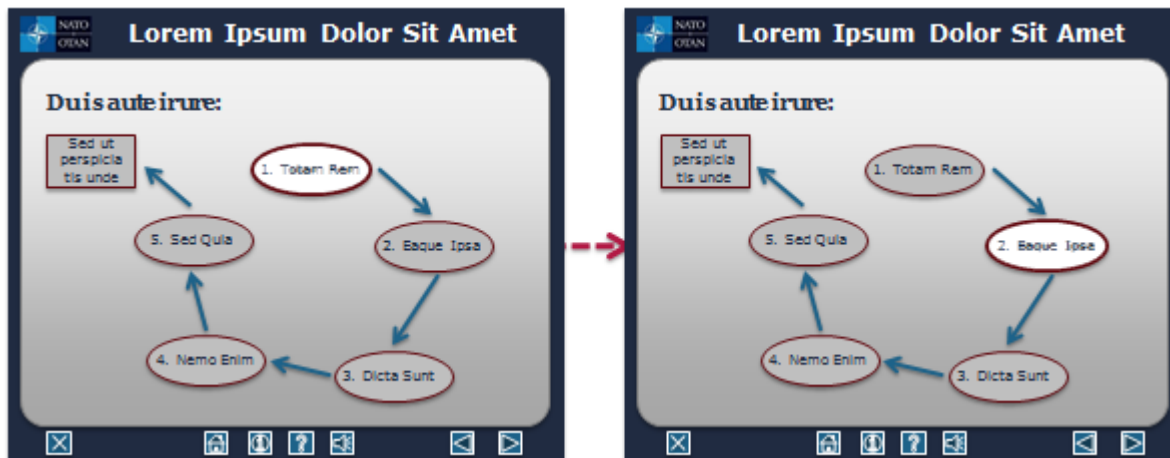 NATO
OTAN
Lorem Ipsum Dolor Sit Amet
Duis aute irure:
Sed ut
perspicia
tis unde
1. Totam Rem
5. Sed Quia
2. Eaque Ipsa
4. Nemo Enim
3. Dicta Sunt
NATO
OTAN
Lorem Ipsum Dolor Sit Amet
Duis aute irure:
Sed ut
perspicia
tis unde
1. Totam Rem
5. Sed Quia
2. Eaque Ipsa
4. Nemo Enim
3. Dicta Sunt